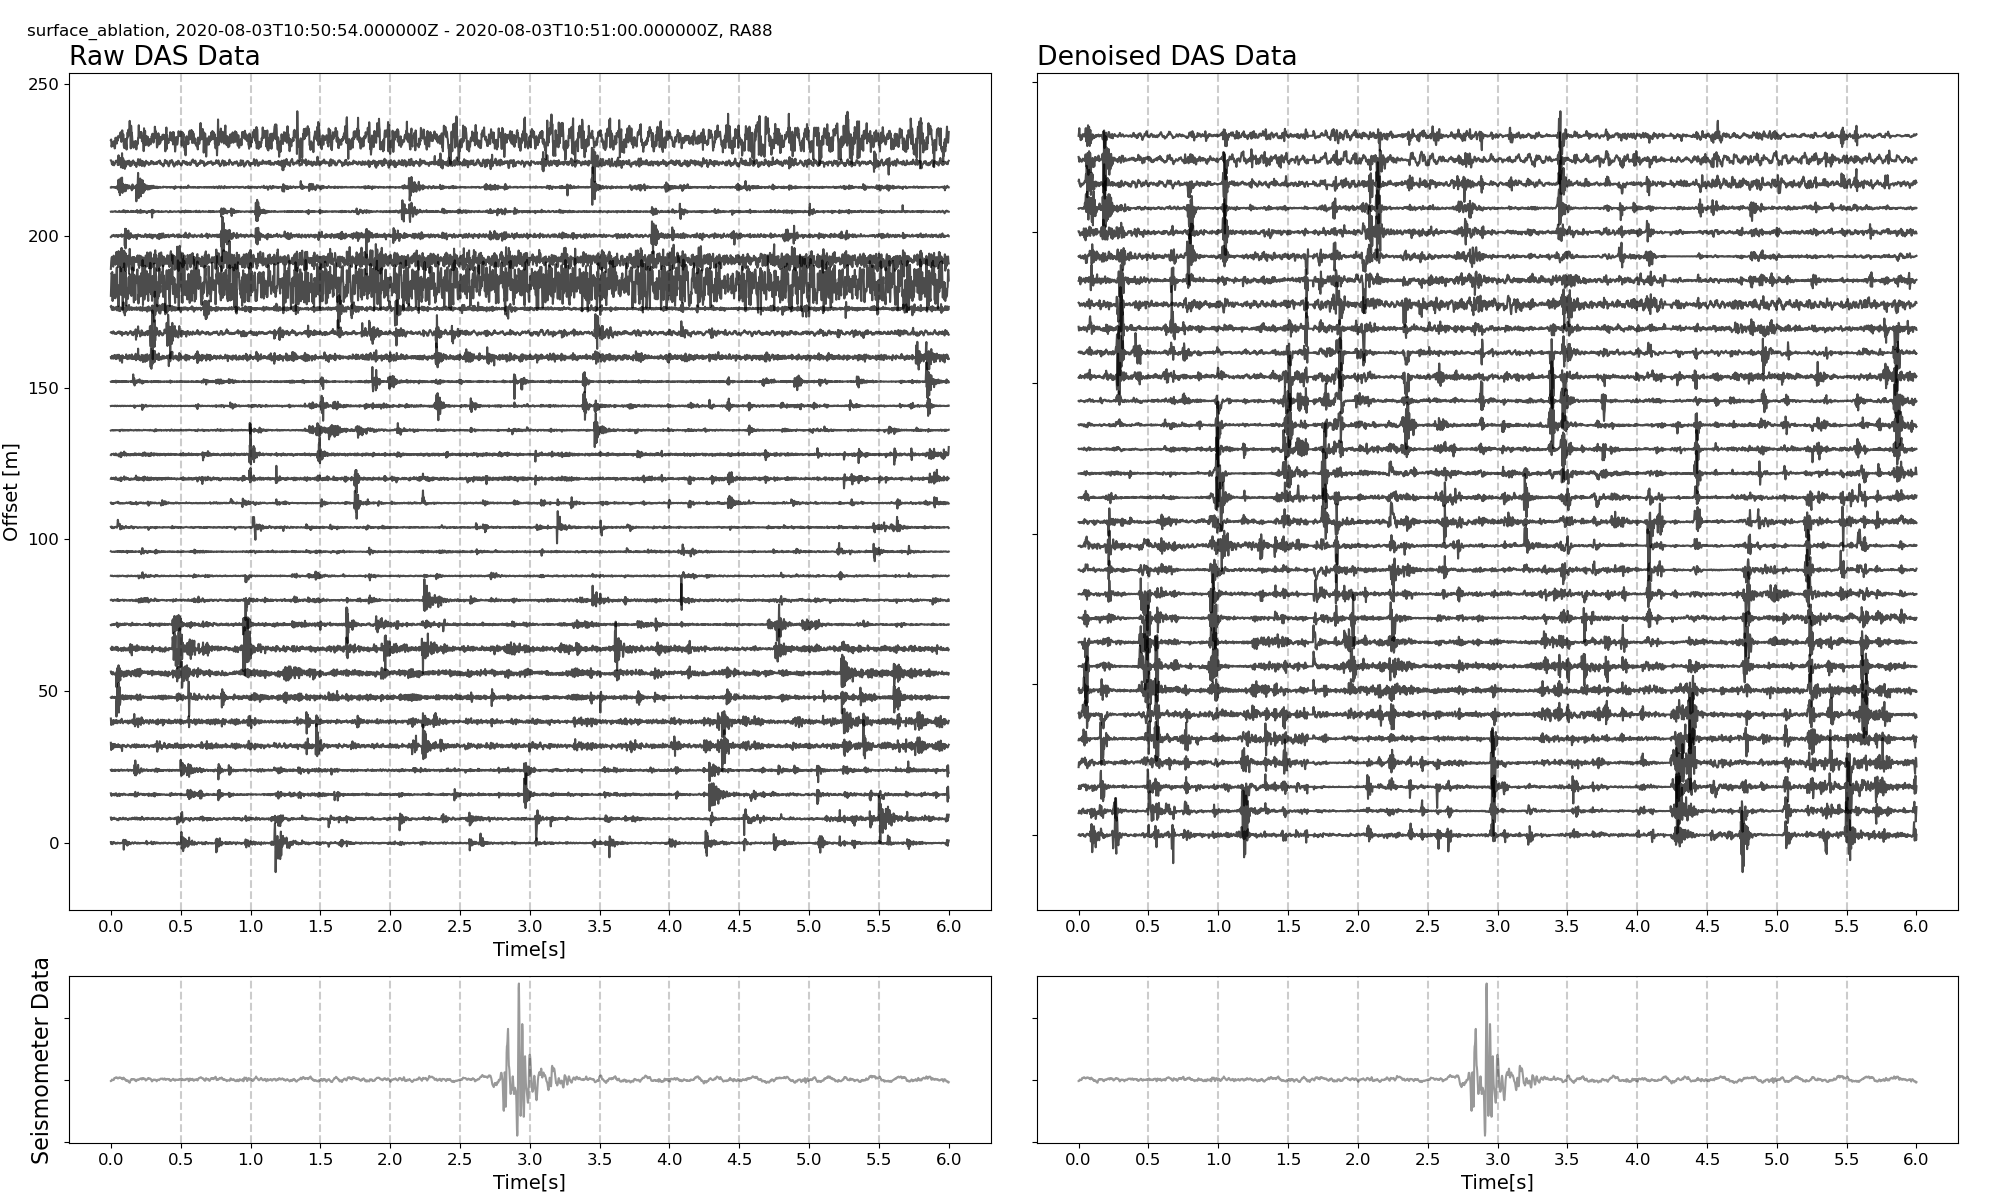 surface_ablation, 2020-08-03T10:50:54.000000Z - 2020-08-03T10:51:00.000000Z, RA88
Raw DAS Data
Denoised DAS Data
250
200
150
100
50
0
Offset [m]
0.0 0.5 1.0 1.5 2.0 2.5 3.0 3.5 4.0 4.5 5.0 5.5 6.0
Time[s]
0.0 0.5 1.0 1.5 2.0 2.5 3.0 3.5 4.0 4.5 5.0 5.5 6.0
Seismometer Data
0.0 0.5 1.0 1.5 2.0 2.5 3.0 3.5 4.0 4.5 5.0 5.5 6.0
Time[s]
0.0 0.5 1.0 1.5 2.0 2.5 3.0 3.5 4.0 4.5 5.0 5.5 6.0
Time[s]